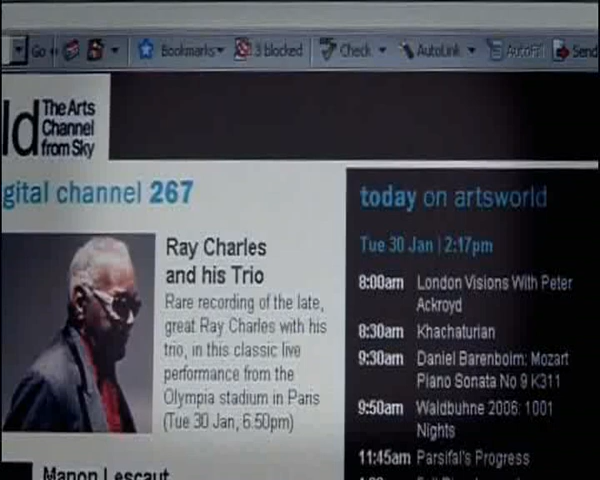 Go
Bookmarks
3 blocked
Check
AutoLink
AutoFill
Send
ld
The Arts
Channel
from Sky
gital channel 267
Ray Charles
and his Trio
Rare recording of the late,
great Ray Charles with his
trio, in this classic live
performance from the
Olympia stadium in Paris
(Tue 30 Jan, 6.50pm)
Manon Lescaut
today on artsworld
Tue 30 Jan | 2:17pm
8:00am London Visions With Peter
Ackroyd
8:30am Khachaturian
9:30am Daniel Barenboim: Mozart
Piano Sonata No 9 K311
9:50am Waldbuhne 2006: 1001
Nights
11:45am Parsifal's Progress